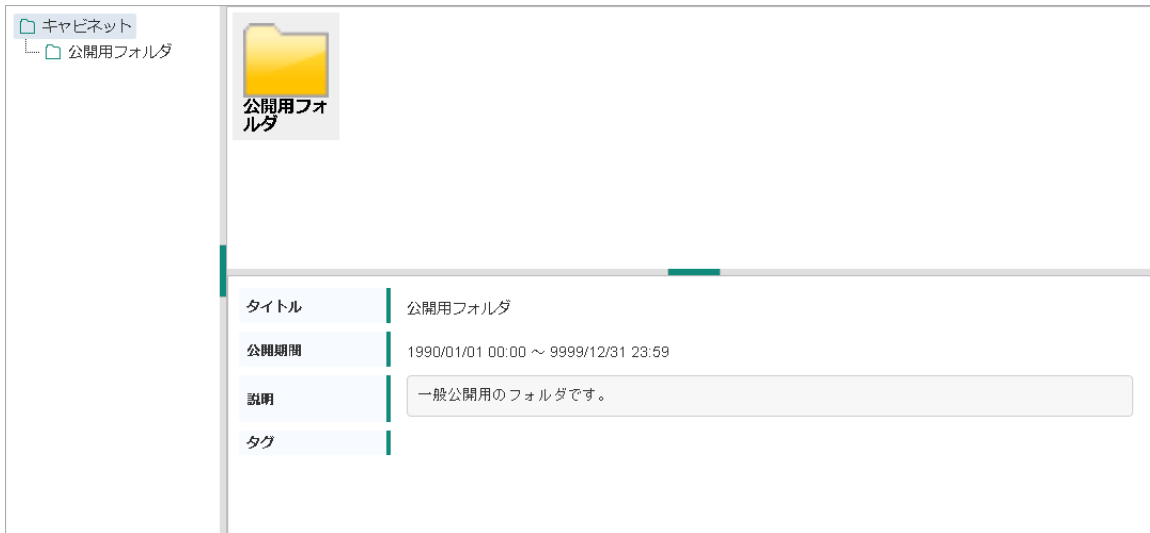 キャビネット
公開用フォルダ
公開用フォ
ルダ
タイトル
公開用フォルダ
公開期間
1990/01/01 00:00 ～ 9999/12/31 23:59
説明
一般公開用のフォルダです。
タグ